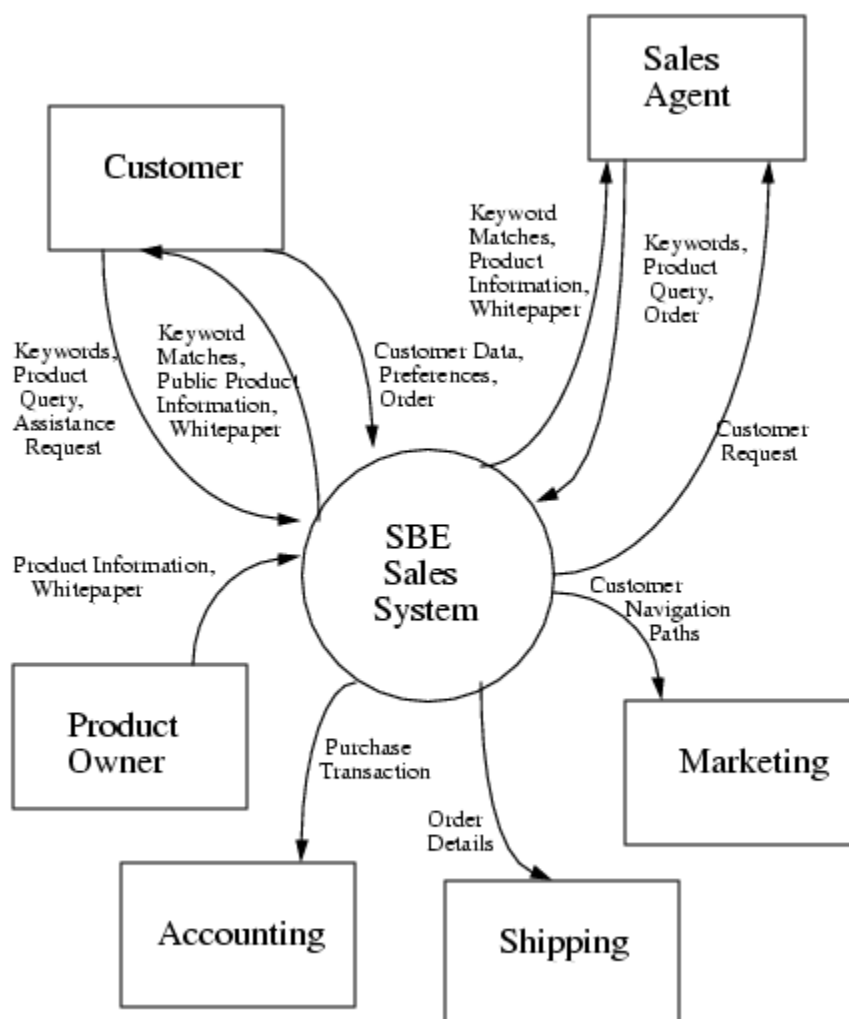 Sales
Agent
Customer
Keyword
Matches,
Product
Information,
Whitepaper
Keywords,
Product
Query,
Order
Keywords,
Product
Query,
Assistance
Request
Keyword
Matches,
Public Product
Information,
Whitepaper
Customer Data,
Preferences,
Order
Customer
Request
SBE
Sales
System
Product Information,
Whitepaper
Customer
Navigation
Paths
Product
Owner
Purchase
Transaction
Marketing
Order
Details
Accounting
Shipping